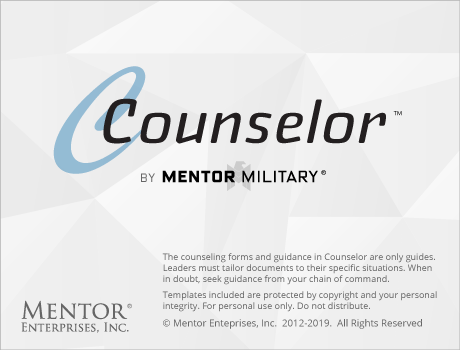 Counselor™
BY MENTOR MILITARY®
The counseling forms and guidance in Counselor are only guides.
Leaders must tailor documents to their specific situations. When
in doubt, seek guidance from your chain of command.
Templates included are protected by copyright and your personal
integrity. For personal use only. Do not distribute.
© Mentor Enteprises, Inc. 2012-2019. All Rights Reserved
MENTOR®
ENTERPRISES, INC.